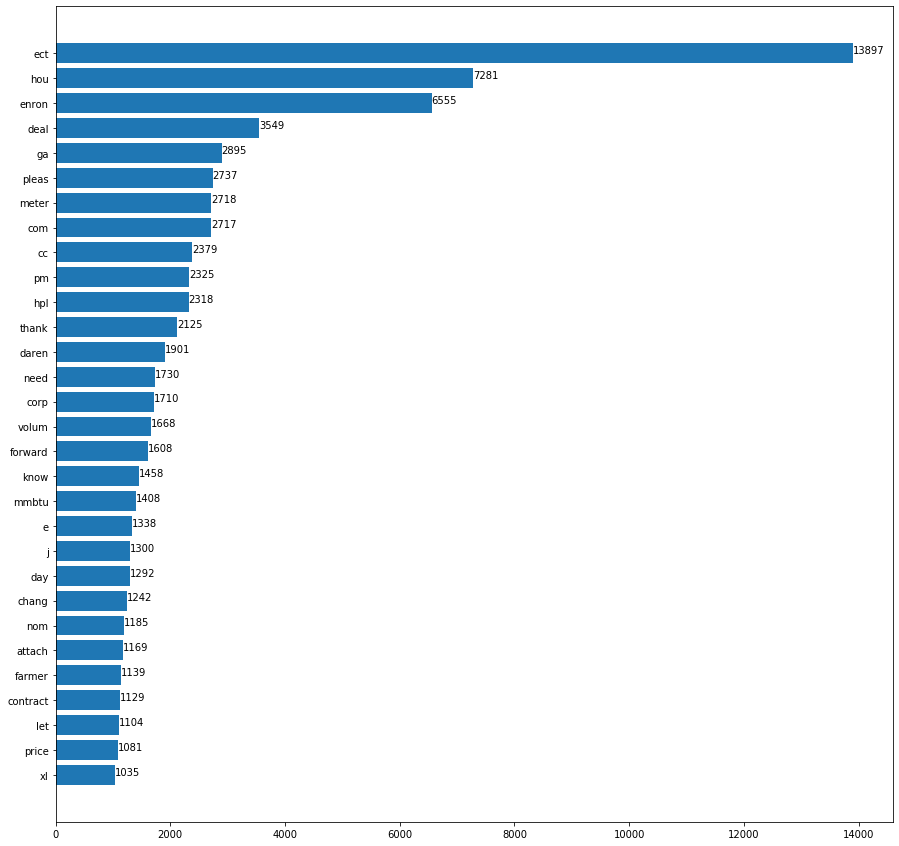 ect 13897
hou 7281
enron 6555
deal 3549
ga 2895
pleas 2737
meter 2718
com 2717
cc 2379
pm 2325
hpl 2318
thank 2125
daren 1901
need 1730
corp 1710
volum 1668
forward 1608
know 1458
mmbtu 1408
e 1338
j 1300
day 1292
chang 1242
nom 1185
attach 1169
farmer 1139
contract 1129
let 1104
price 1081
xl 1035
0 2000 4000 6000 8000 10000 12000 14000